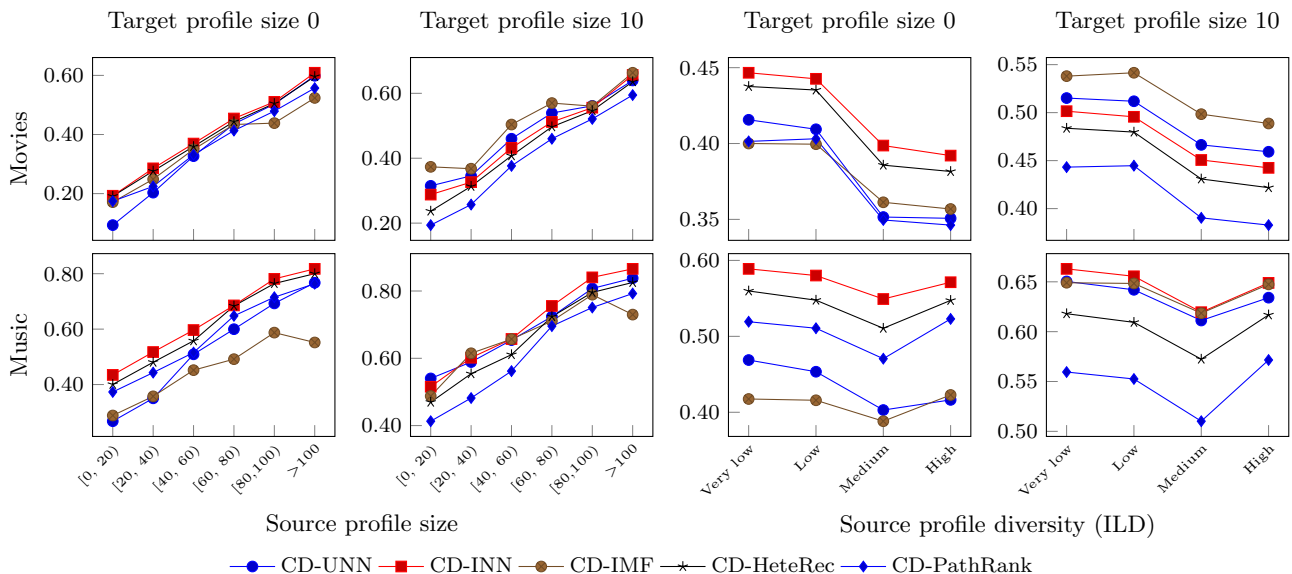 Target profile size 0
Target profile size 10
Target profile size 0
Target profile size 10
Movies
0.60
0.40
0.20
0.60
0.40
0.20
0.45
0.40
0.35
0.55
0.50
0.45
0.40
Music
0.80
0.60
0.40
0.80
0.60
0.40
0.60
0.50
0.40
0.65
0.60
0.55
0.50
[0, 20)
[20, 40)
[40, 60)
[60, 80)
[80,100)
>100
[0, 20)
[20, 40)
[40, 60)
[60, 80)
[80,100)
>100
Very low
Low
Medium
High
Very low
Low
Medium
High
Source profile size
Source profile diversity (ILD)
CD-UNN CD-INN CD-IMF CD-HeteRec CD-PathRank